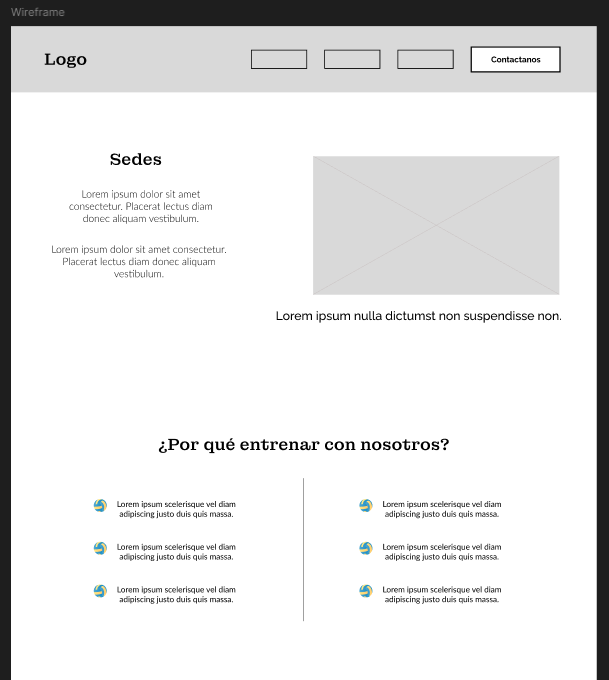 Wireframe
Logo
Contactanos
Sedes
Lorem ipsum dolor sit amet
consectetur. Placerat lectus diam
donec aliquam vestibulum.
Lorem ipsum dolor sit amet consectetur.
Placerat lectus diam donec aliquam
vestibulum.
Lorem ipsum nulla dictumst non suspendisse non.
¿Por qué entrenar con nosotros?
Lorem ipsum scelerisque vel diam
adipiscing justo duis quis massa.
Lorem ipsum scelerisque vel diam
adipiscing justo duis quis massa.
Lorem ipsum scelerisque vel diam
adipiscing justo duis quis massa.
Lorem ipsum scelerisque vel diam
adipiscing justo duis quis massa.
Lorem ipsum scelerisque vel diam
adipiscing justo duis quis massa.
Lorem ipsum scelerisque vel diam
adipiscing justo duis quis massa.